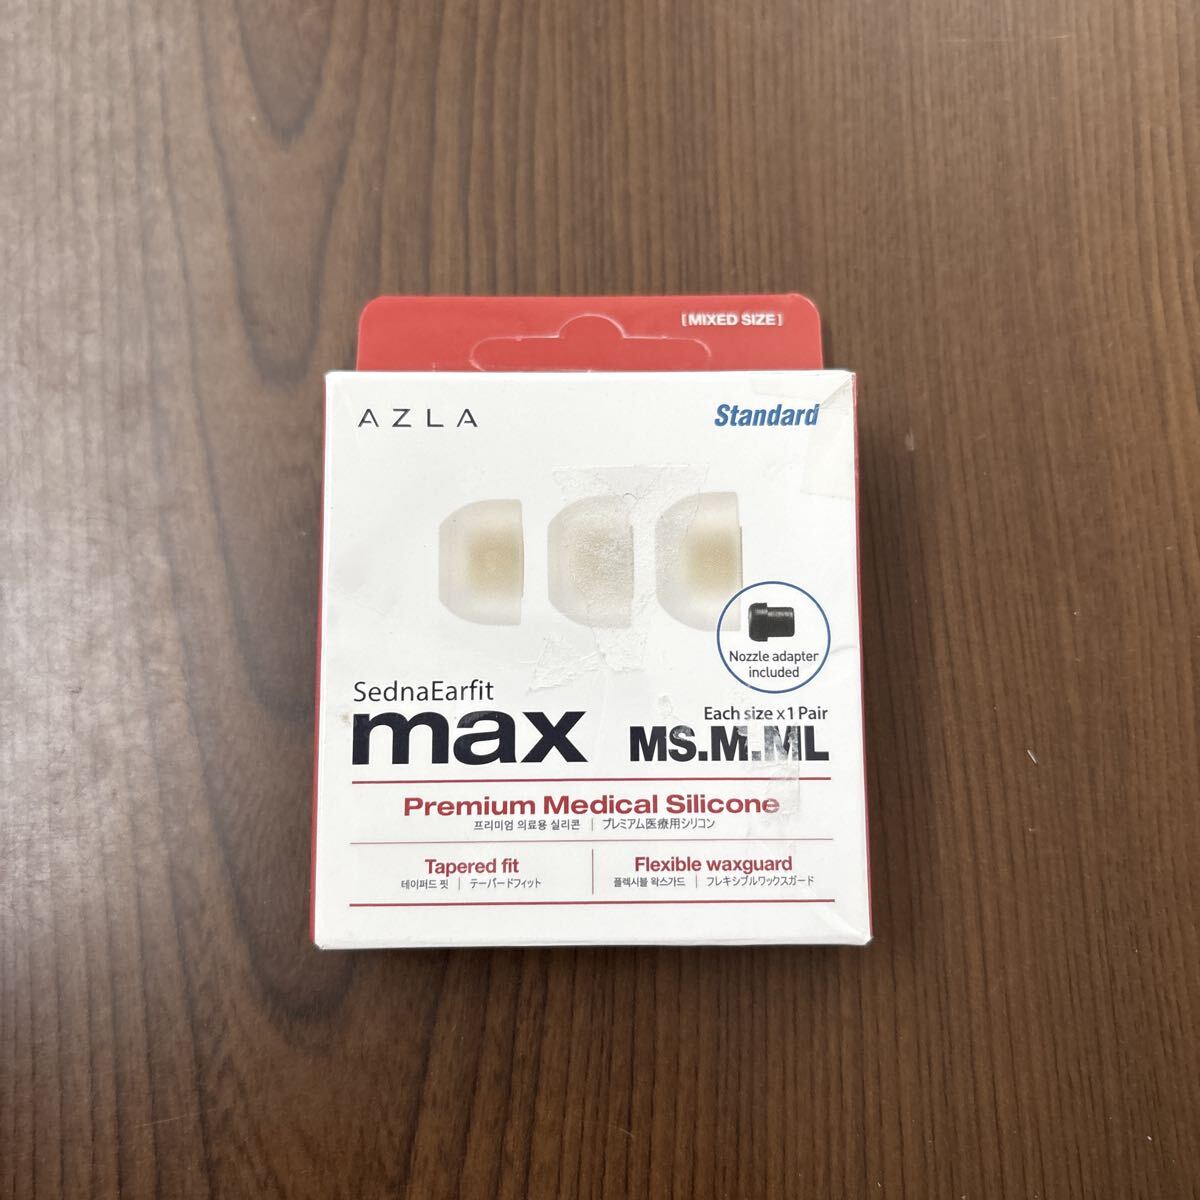 [MIXED SIZE]
AZLA
Standard
Nozzle adapter
included
SednaEarfit
max
Each size x 1 Pair
MS.M.ML
Premium Medical Silicone
프리미엄 의료용 실리콘 | プレミアム医療用シリコン
Tapered fit
테이퍼드 핏 | テーパードフィット
Flexible waxguard
플렉시블 왁스가드 | フレキシブルワックスガード